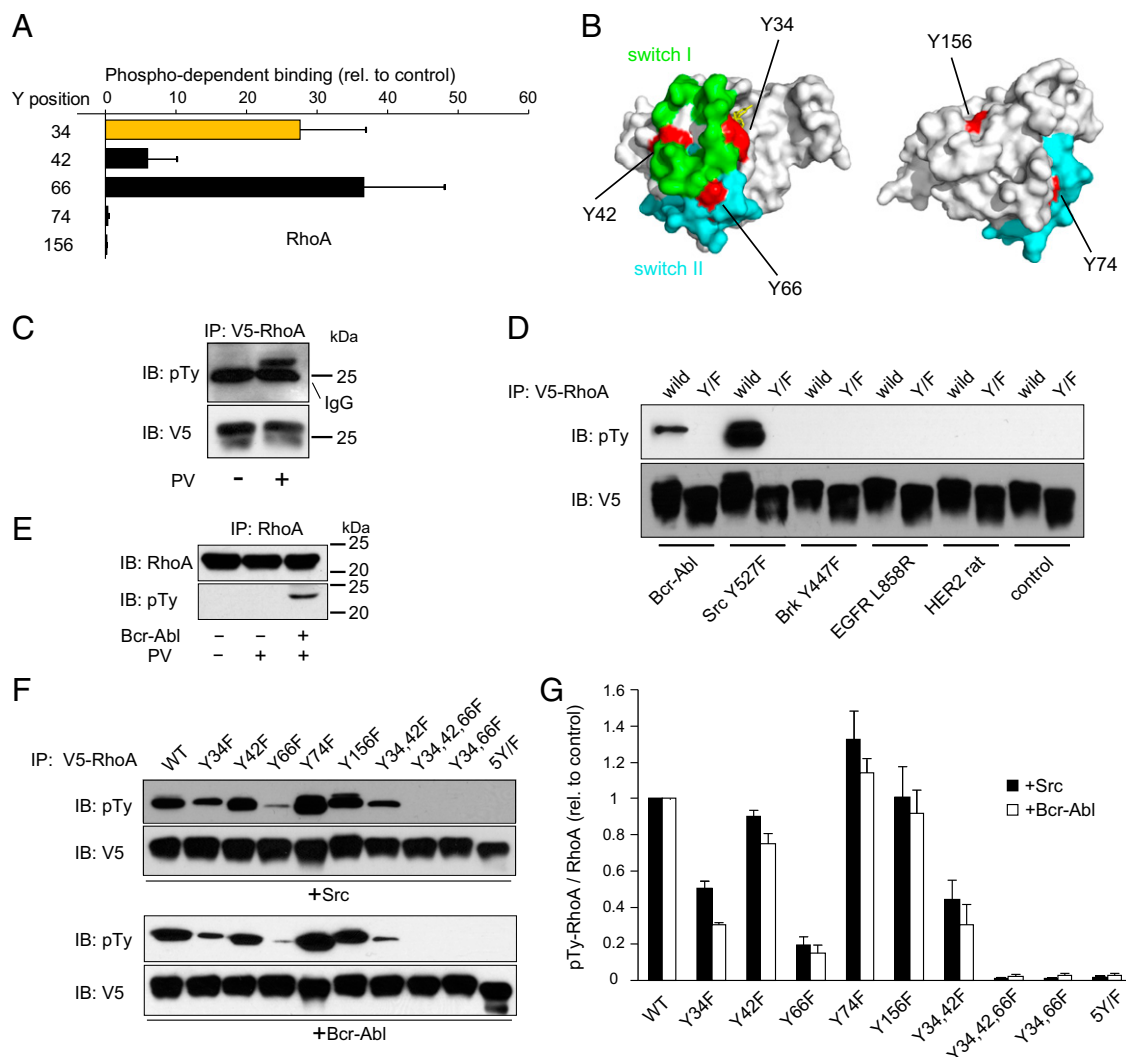 A
Phospho-dependent binding (rel. to control)
Y position
0 10 20 30 40 50 60
34
42
66
74
156
RhoA
B
switch I
Y34
Y156
Y42
Y66
Y74
switch II
C
IP: V5-RhoA
kDa
IB: pTy
25
IgG
IB: V5
25
PV - +
D
IP: V5-RhoA
wild Y/F wild Y/F wild Y/F wild Y/F wild Y/F wild Y/F
IB: pTy
IB: V5
Bcr-Abl
Src Y527F
Brk Y447F
EGFR L858R
HER2 rat
control
E
IP: RhoA
kDa
IB: RhoA
25
20
IB: pTy
25
20
Bcr-Abl − − +
PV − + +
F
IP: V5-RhoA
WT Y34F Y42F Y66F Y74F Y156F Y34,42F Y34,42,66F Y34,66F 5Y/F
IB: pTy
IB: V5
+Src
IB: pTy
IB: V5
+Bcr-Abl
G
pTy-RhoA / RhoA (rel. to control)
1.6
1.4
1.2
1
0.8
0.6
0.4
0.2
0
+Src
+Bcr-Abl
WT Y34F Y42F Y66F Y74F Y156F Y34,42F Y34,42,66F Y34,66F 5Y/F